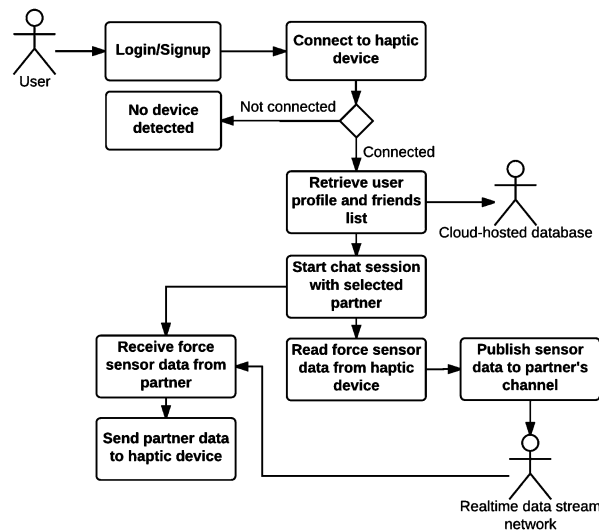 Login/Signup
Connect to haptic
device
User
No device
detected
Not connected
Connected
Retrieve user
profile and friends
list
Cloud-hosted database
Start chat session
with selected
partner
Receive force
sensor data from
partner
Read force sensor
data from haptic
device
Publish sensor
data to partner's
channel
Send partner data
to haptic device
Realtime data stream
network